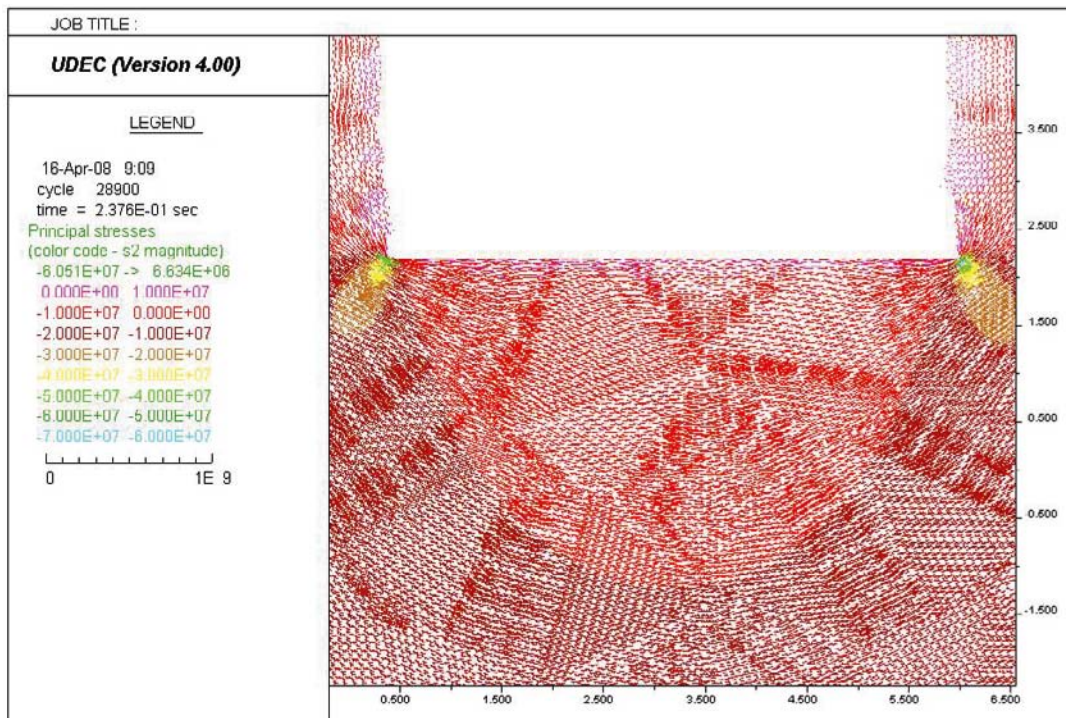 JOB TITLE :
UDEC (Version 4.00)
LEGEND
16-Apr-08 9:09
cycle 28900
time = 2.376E-01 sec
Principal stresses
(color code - s2 magnitude)
-6.051E+07 -> 6.634E+06
0.000E+00 1.000E+07
-1.000E+07 0.000E+00
-2.000E+07 -1.000E+07
-3.000E+07 -2.000E+07
-4.000E+07 -3.000E+07
-5.000E+07 -4.000E+07
-6.000E+07 -5.000E+07
-7.000E+07 -6.000E+07
0 1E 9
3.500
2.500
1.500
0.500
-0.500
-1.500
0.500 1.500 2.500 3.500 4.500 5.500 6.500